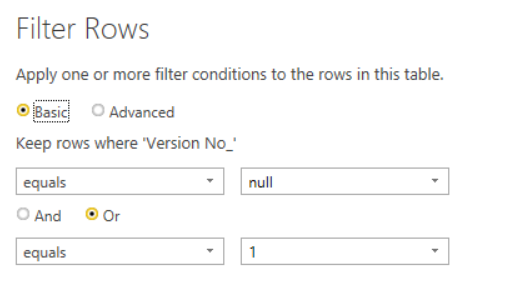 Filter Rows
Apply one or more filter conditions to the rows in this table.
Basic Advanced
Keep rows where 'Version No_'
equals null
And Or
equals 1